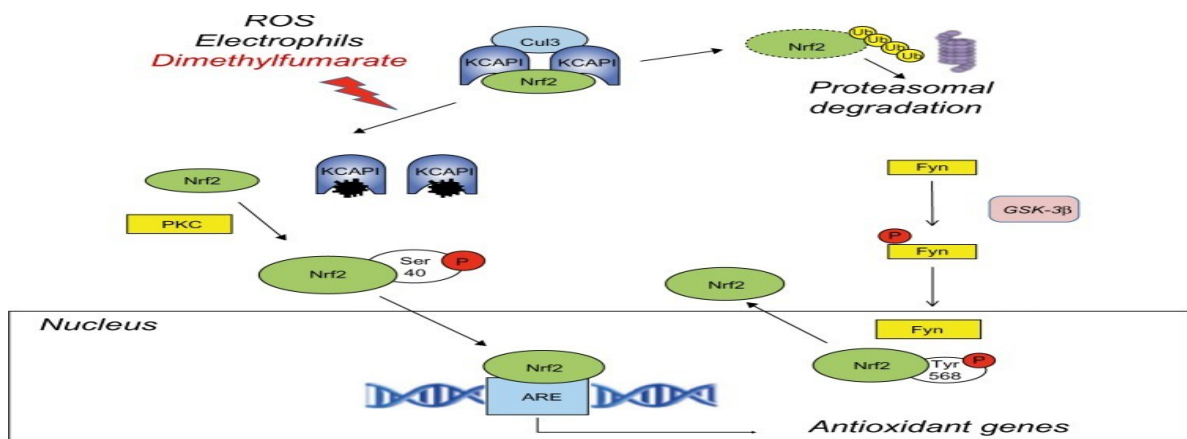 ROS
Electrophils
Dimethylfumarate
Cul3
KCAPI
KCAPI
Nrf2
Nrf2
Ub
Ub
Ub
Ub
Proteasomal
degradation
KCAPI
KCAPI
Nrf2
PKC
Nrf2
Ser
40
P
Fyn
GSK-3β
P
Fyn
Nrf2
Nucleus
Fyn
Nrf2
Tyr
568
P
Nrf2
ARE
Antioxidant genes